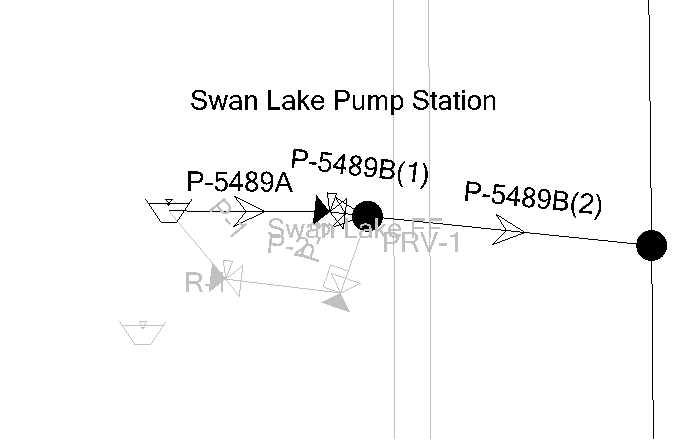 Swan Lake Pump Station
P-5489B(1)
P-5489A
P-5489B(2)
P-1
Swan Lake FF
P-2
PRV-1